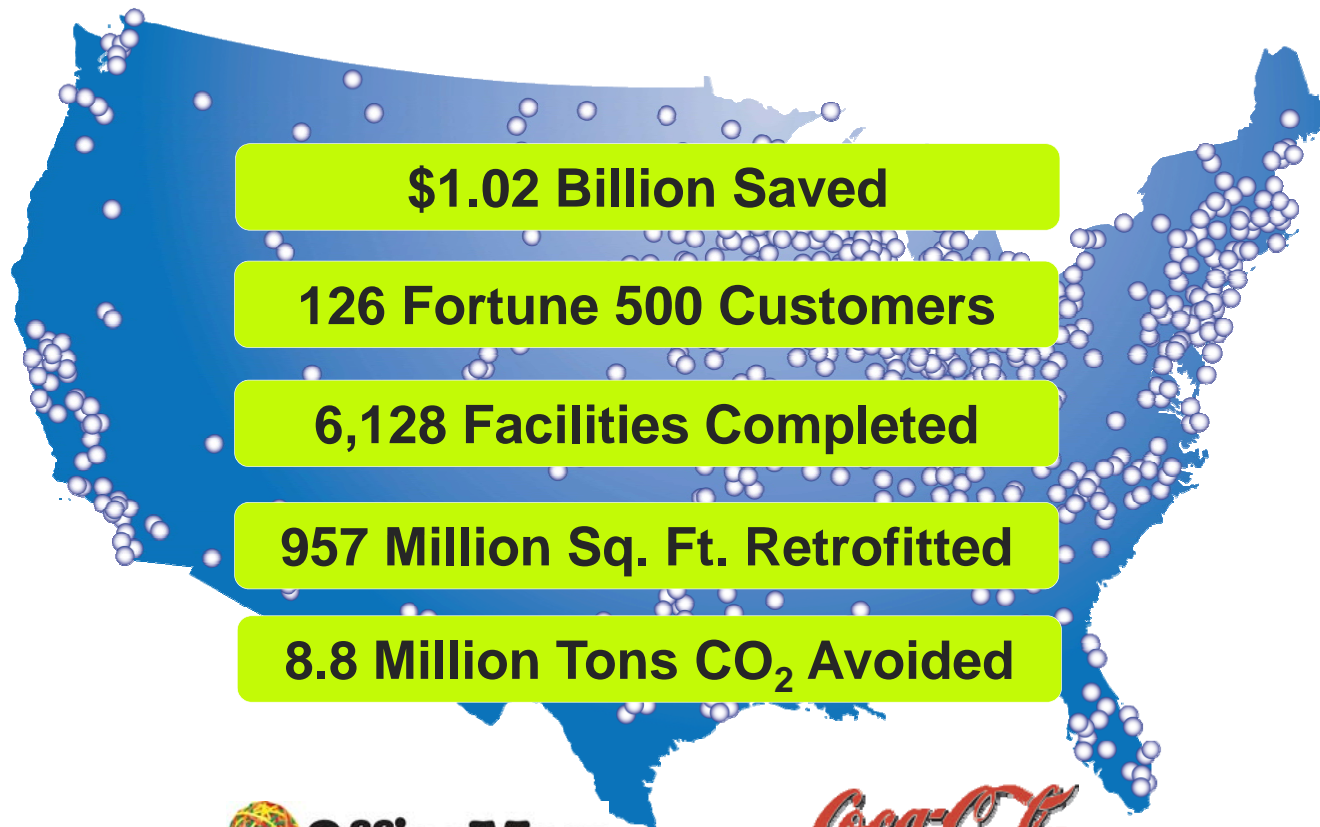 $1.02 Billion Saved
126 Fortune 500 Customers
6,128 Facilities Completed
957 Million Sq. Ft. Retrofitted
8.8 Million Tons CO₂ Avoided